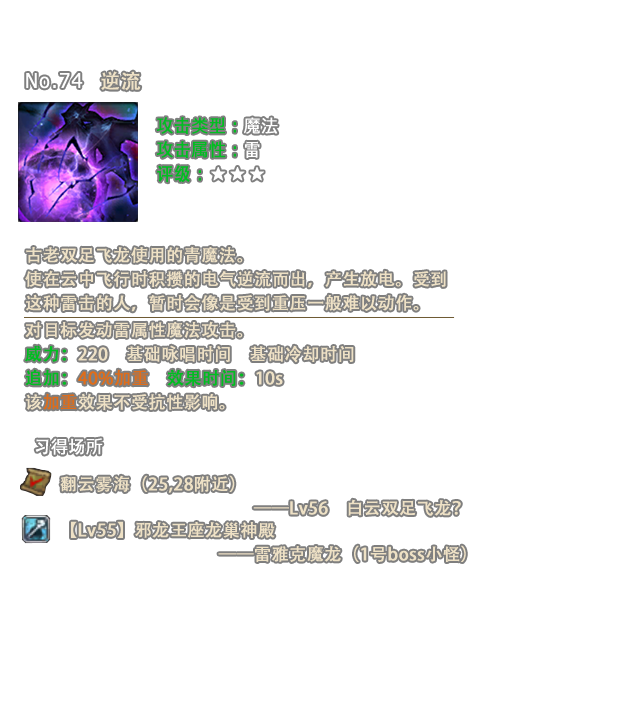 No.74 逆流
攻击类型：魔法
攻击属性：雷
评级：★★★
古老双足飞龙使用的青魔法。
使在云中飞行时积攒的电气逆流而出，产生放电。受到
这种雷击的人，暂时会像是受到重压一般难以动作。
对目标发动雷属性魔法攻击。
威力：220 基础咏唱时间 基础冷却时间
追加：40%加重 效果时间：10s
该加重效果不受抗性影响。
习得场所
翻云雾海（25,28附近）
——Lv56 白云双足飞龙?
【Lv55】邪龙王座龙巢神殿
——雷雅克魔龙（1号boss小怪）